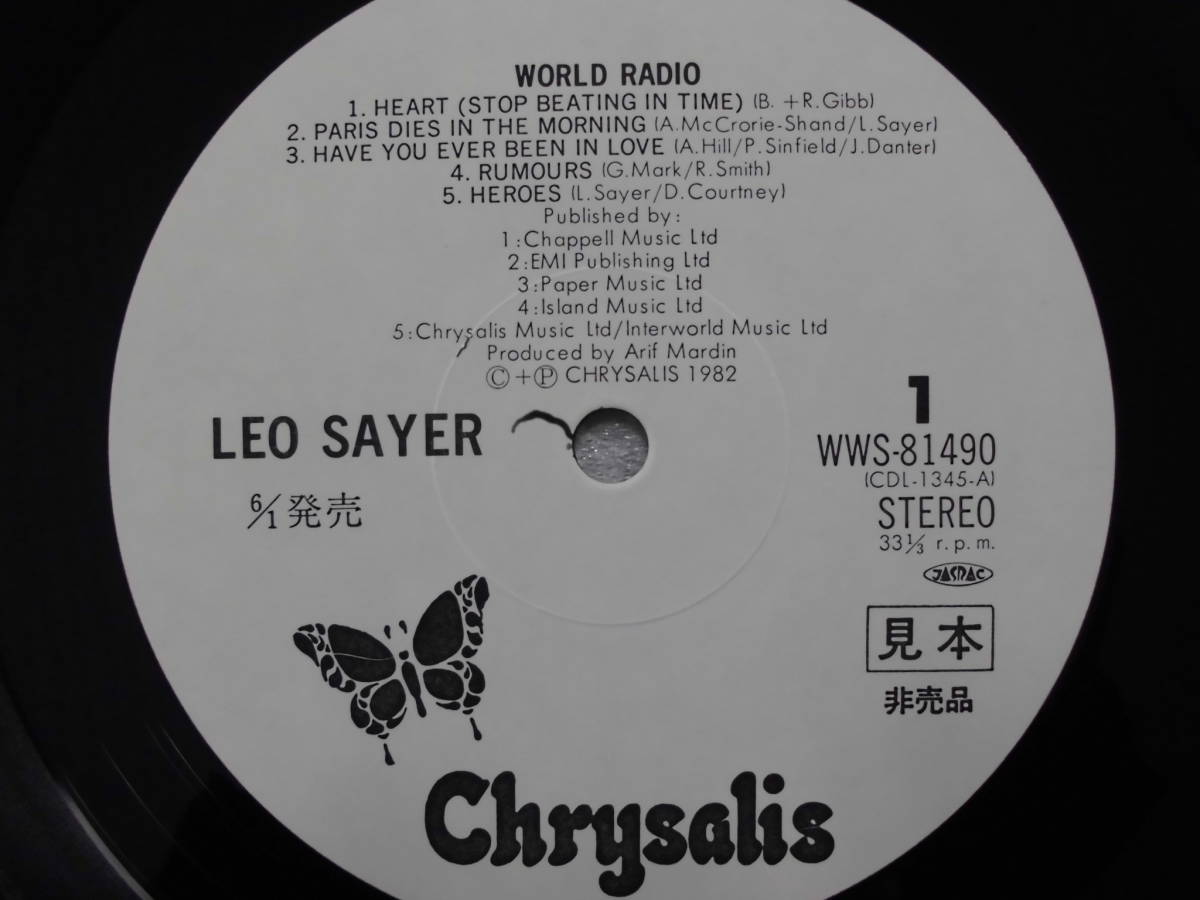 WORLD RADIO
1. HEART (STOP BEATING IN TIME) (B. +R.Gibb)
2. PARIS DIES IN THE MORNING (A.McCrorie-Shand/L.Sayer)
3. HAVE YOU EVER BEEN IN LOVE (A.Hill/P.Sinfield/J.Danter)
4. RUMOURS (G.Mark/R.Smith)
5. HEROES (L.Sayer/D.Courtney)
Published by:
1:Chappell Music Ltd
2:EMI Publishing Ltd
3:Paper Music Ltd
4:Island Music Ltd
5:Chrysalis Music Ltd/Interworld Music Ltd
Produced by Arif Mardin
©+℗ CHRYSALIS 1982
LEO SAYER
6/1発売
1
WWS-81490
(CDL-1345-A)
STEREO
33⅓ r.p.m.
JASRAC
見本
非売品
Chrysalis